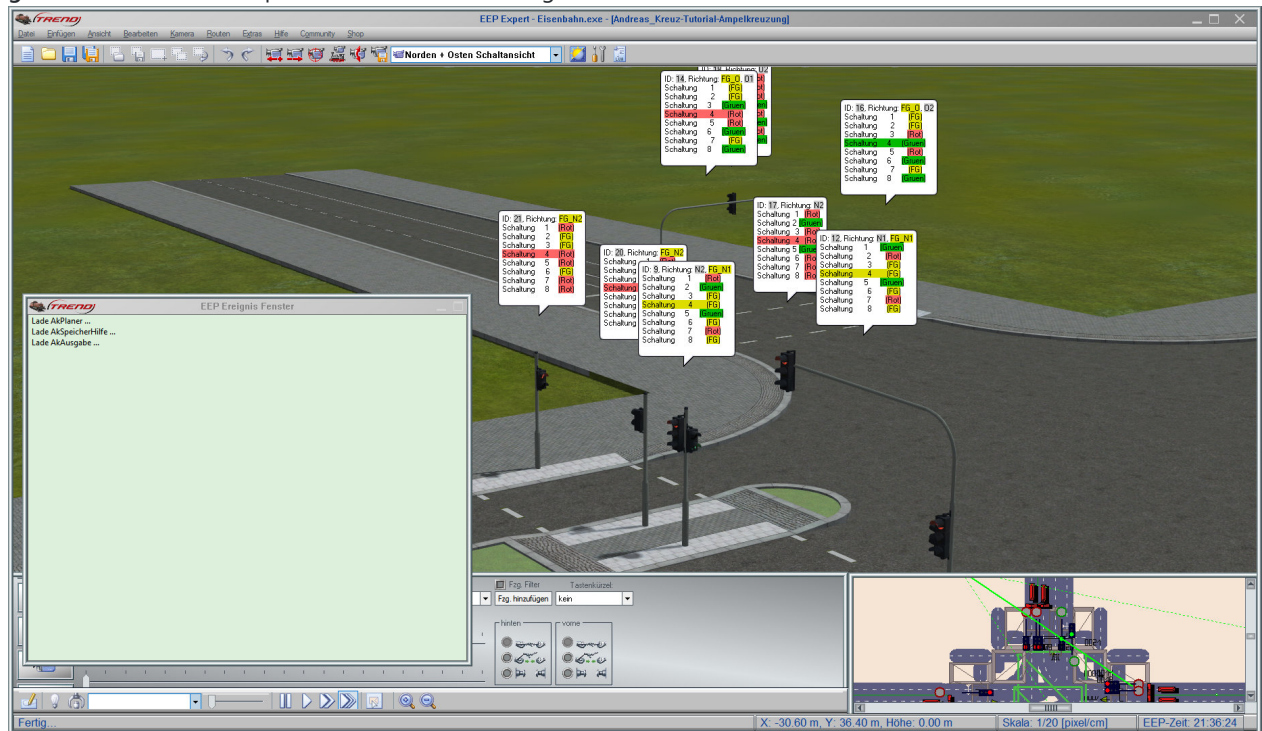 TREND
EEP Expert - Eisenbahn.exe - [Andreas_Kreuz-Tutorial-Ampelkreuzung]
Datei Einfügen Ansicht Bearbeiten Kamera Routen Extras Hilfe Community Shop
Norden + Osten Schaltansicht
ID: 14, Richtung: FG_O, O1
Schaltung 1 (FG)
Schaltung 2 (FG)
Schaltung 3 (Gruen)
Schaltung 4 (Rot)
Schaltung 5 (Rot)
Schaltung 6 (Gruen)
Schaltung 7 (FG)
Schaltung 8 (Gruen)
ID: 16, Richtung: FG_O, O2
Schaltung 1 (FG)
Schaltung 2 (FG)
Schaltung 3 (Rot)
Schaltung 4 (Gruen)
Schaltung 5 (Rot)
Schaltung 6 (Gruen)
Schaltung 7 (FG)
Schaltung 8 (Gruen)
ID: 21, Richtung: FG_N2
Schaltung 1 (Rot)
Schaltung 2 (FG)
Schaltung 3 (FG)
Schaltung 4 (Rot)
Schaltung 5 (Rot)
Schaltung 6 (FG)
Schaltung 7 (Rot)
Schaltung 8 (Rot)
ID: 20, Richtung: FG_N2
Schaltung
Schaltung
Schaltung
Schaltung
Schaltung
Schaltung
Schaltung
ID: 9, Richtung: N2, FG_N1
Schaltung 1 (Rot)
Schaltung 2 (Gruen)
Schaltung 3 (FG)
Schaltung 4 (FG)
Schaltung 5 (Gruen)
Schaltung 6 (FG)
Schaltung 7 (Rot)
Schaltung 8 (FG)
ID: 17, Richtung: N2
Schaltung 1 (Rot)
Schaltung 2 (Gruen)
Schaltung 3 (Rot)
Schaltung 4
Schaltung 5
Schaltung 6
Schaltung 7
Schaltung 8
ID: 12, Richtung: N1, FG_N1
Schaltung 1 (Gruen)
Schaltung 2 (Rot)
Schaltung 3 (FG)
Schaltung 4 (FG)
Schaltung 5 (Gruen)
Schaltung 6 (FG)
Schaltung 7 (Rot)
Schaltung 8 (FG)
TREND
EEP Ereignis Fenster
Lade AkPlaner ...
Lade AkSpeicherHilfe ...
Lade AkAusgabe ...
Fzg. Filter Tastenkürzel:
Fzg. hinzufügen kein
hinten vorne
Fertig...
X: -30.60 m, Y: 36.40 m, Höhe: 0.00 m
Skala: 1/20 [pixel/cm]
EEP-Zeit: 21:36:24